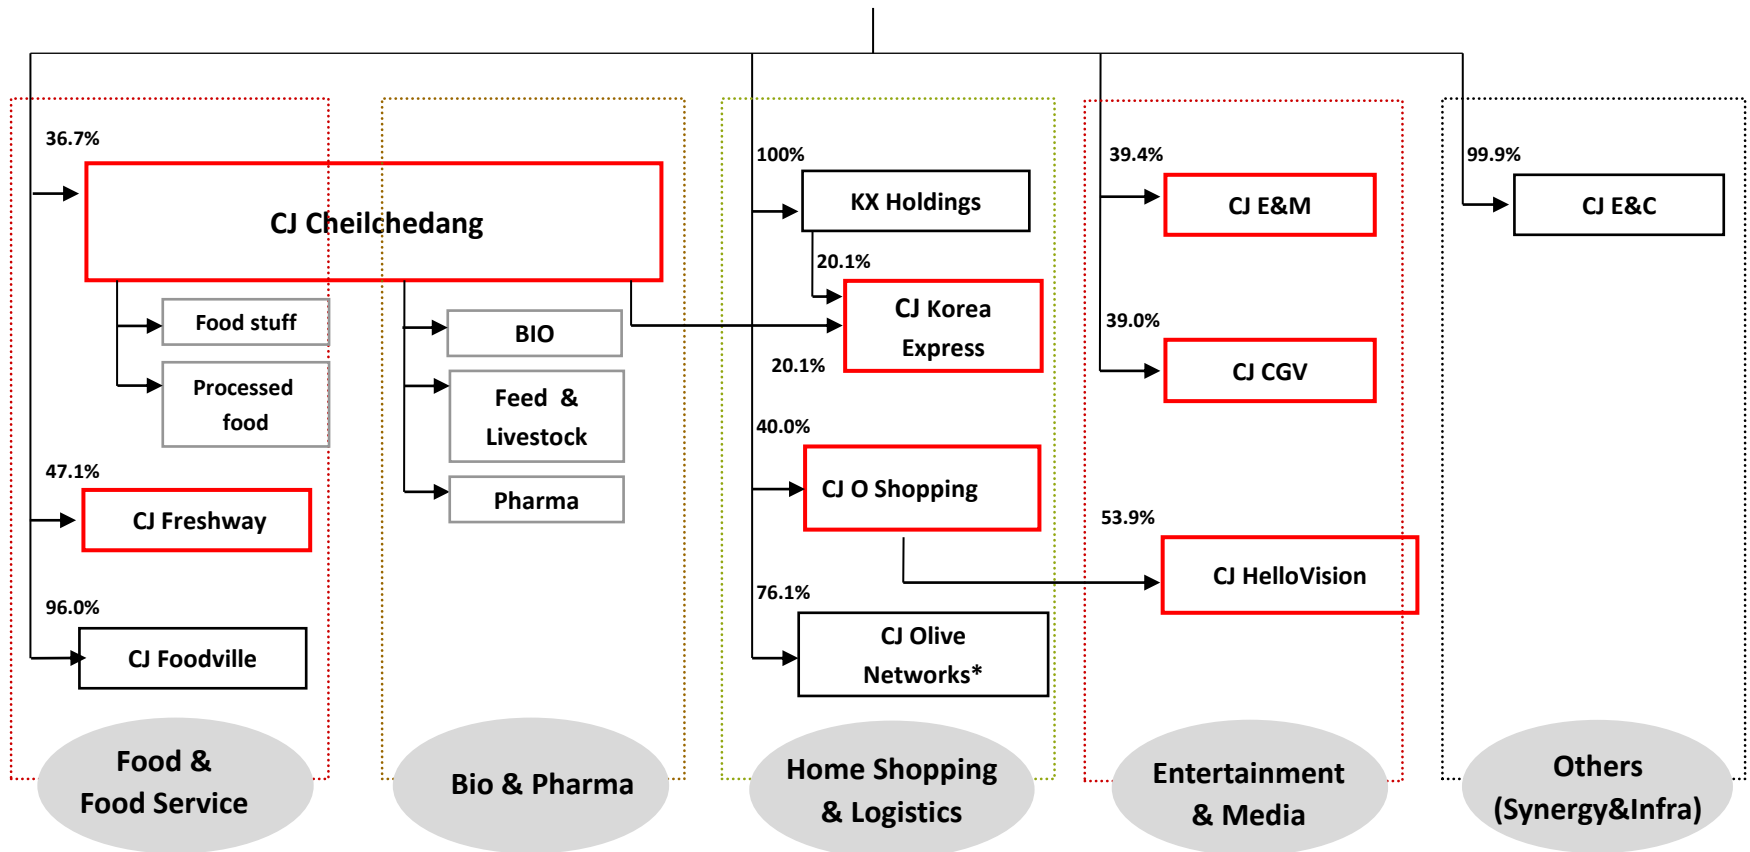 36.7%
CJ Cheilchedang
Food stuff
Processed
food
47.1%
CJ Freshway
96.0%
CJ Foodville
Food &
Food Service
BIO
Feed &
Livestock
Pharma
Bio & Pharma
100%
KX Holdings
20.1%
CJ Korea
Express
20.1%
40.0%
CJ O Shopping
76.1%
CJ Olive
Networks*
Home Shopping
& Logistics
39.4%
CJ E&M
39.0%
CJ CGV
53.9%
CJ HelloVision
Entertainment
& Media
99.9%
CJ E&C
Others
(Synergy&Infra)